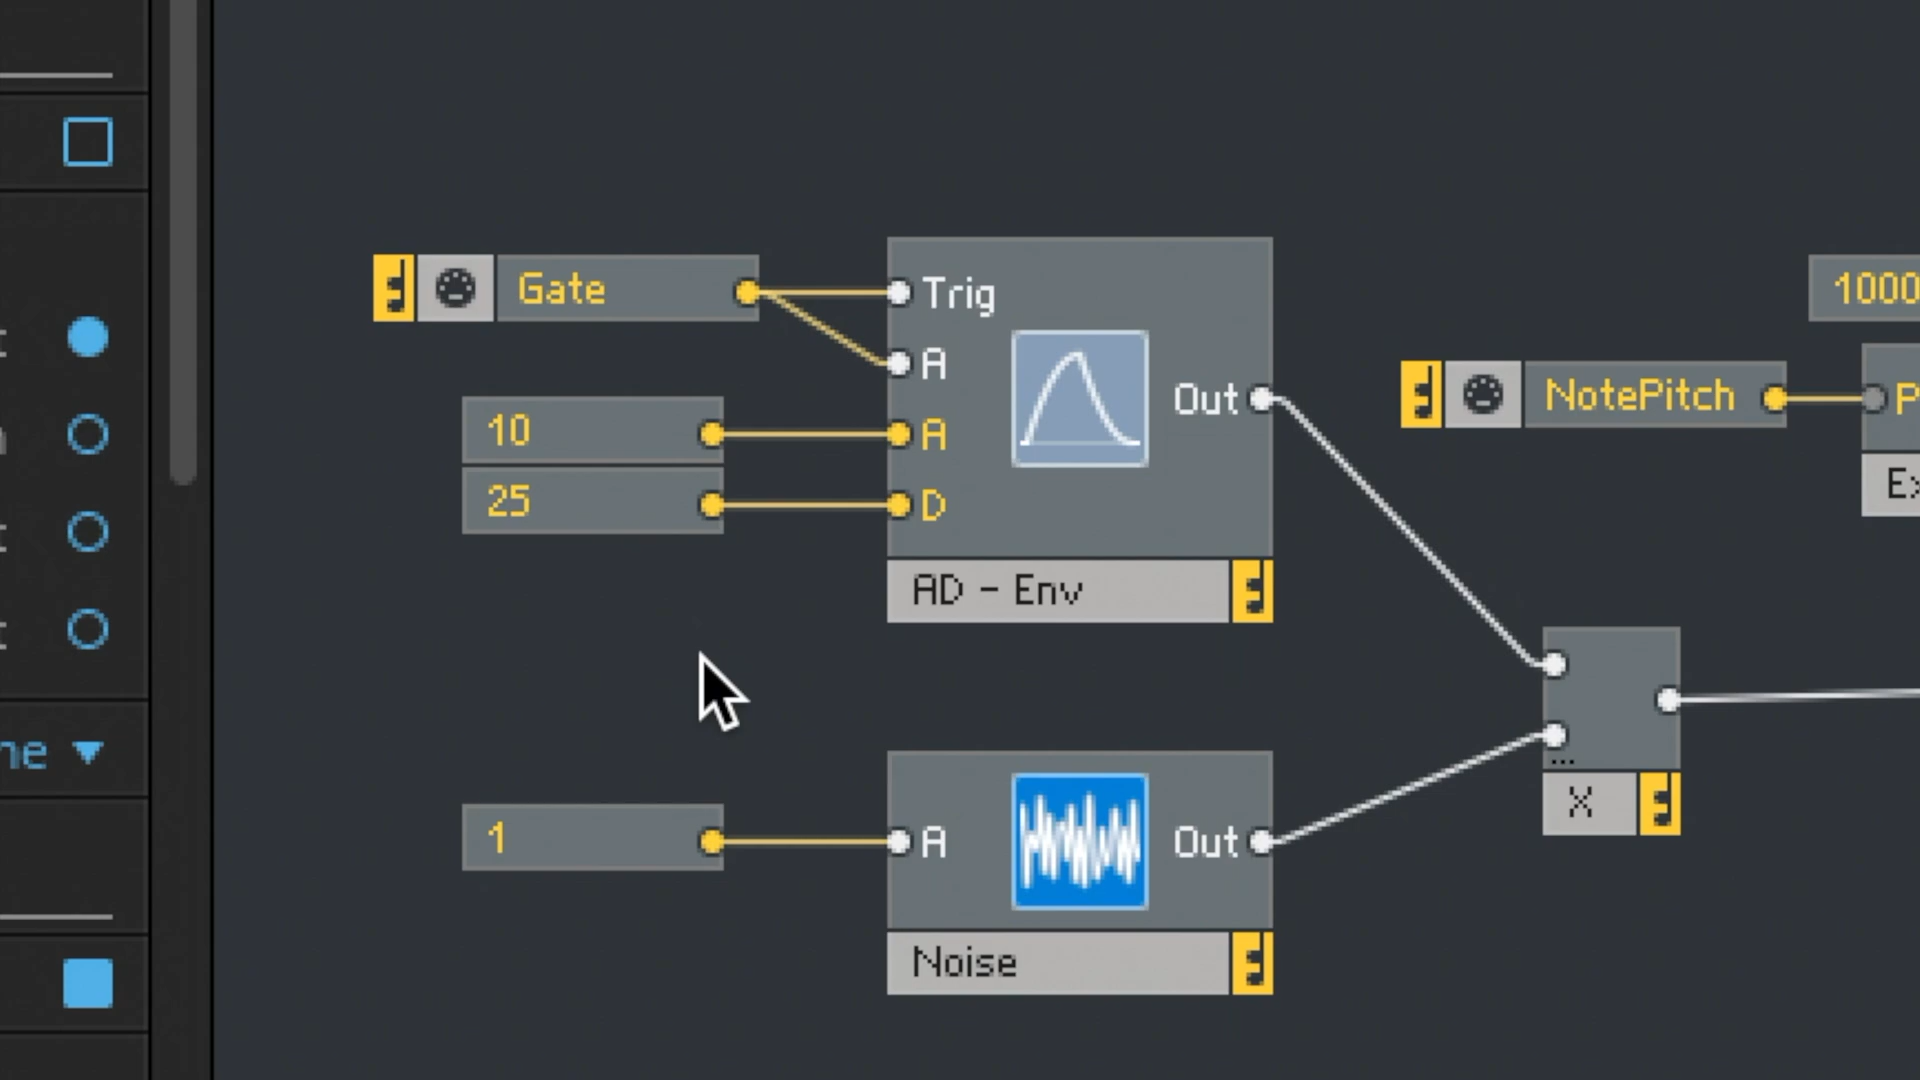 Gate
Trig
A
10
A
25
D
Out
AD - Env
1000
NotePitch
P
1
A
Out
Noise
...
X